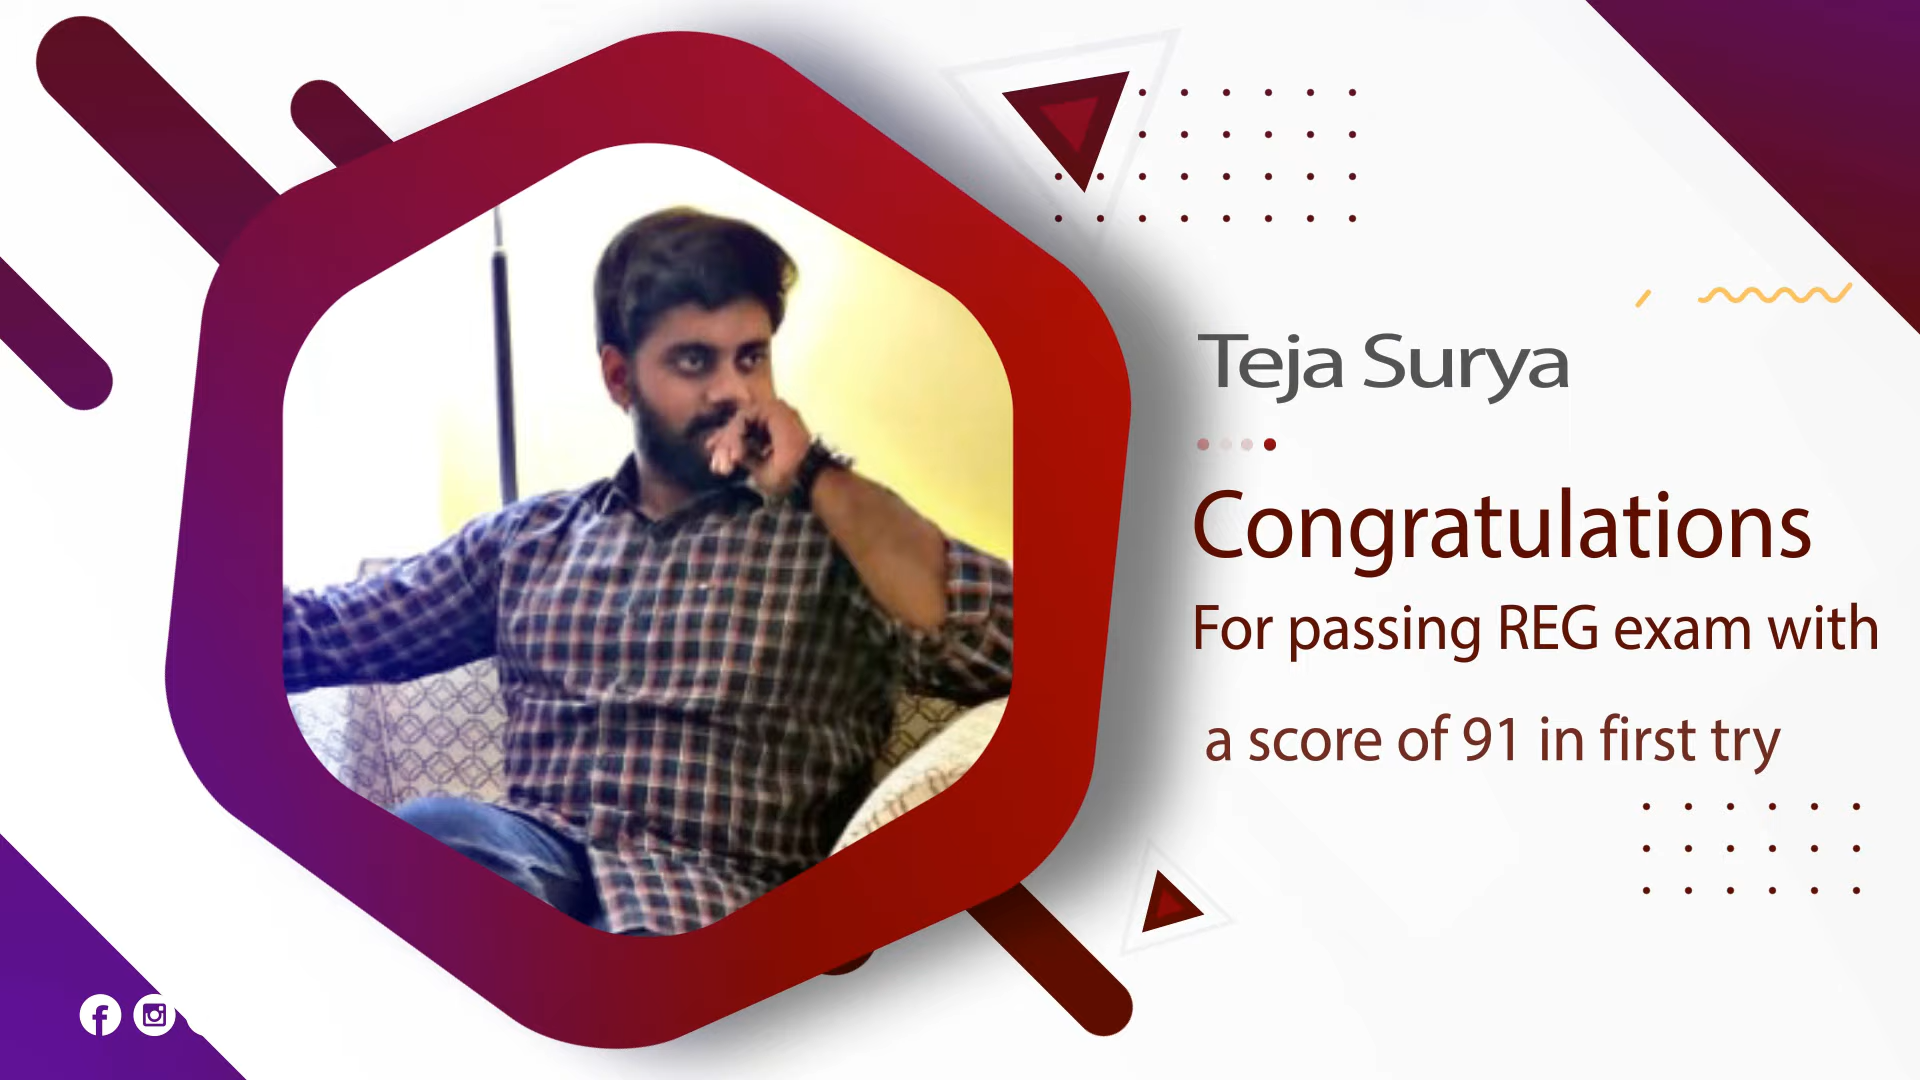 Teja Surya
Congratulations
For passing REG exam with
a score of 91 in first try